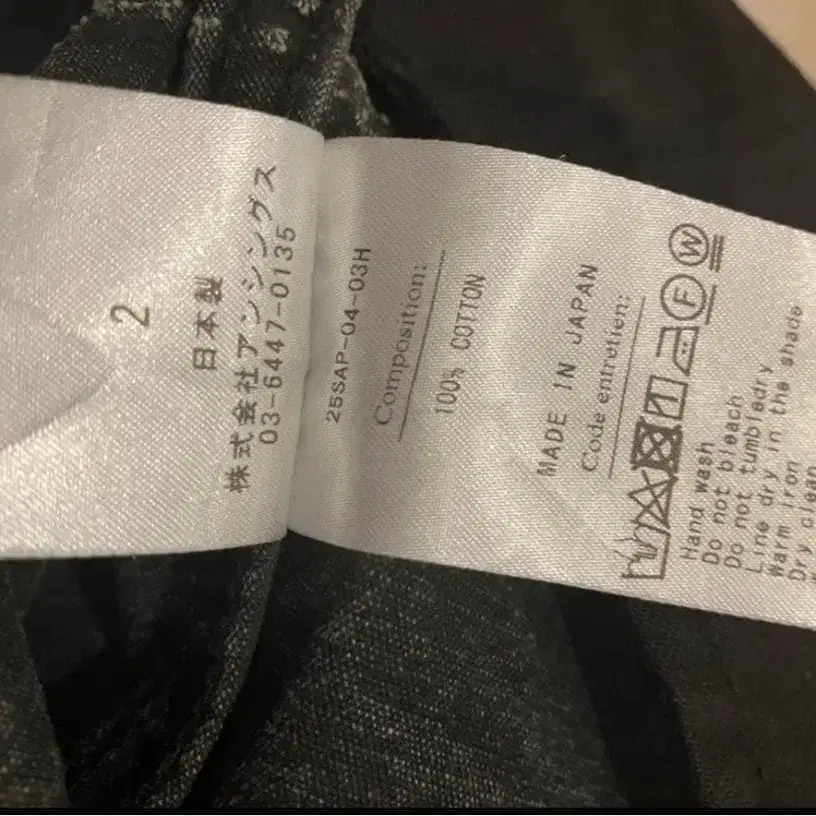 2
日本製
株式会社アンシングス
03-6447-0135
25SAP-04-03H
Composition:
100% COTTON
MADE IN JAPAN
Code entretien:
W
F
Hand wash
Do not bleach
Do not tumbledry
Line dry in the shade
Warm iron
Dry clean